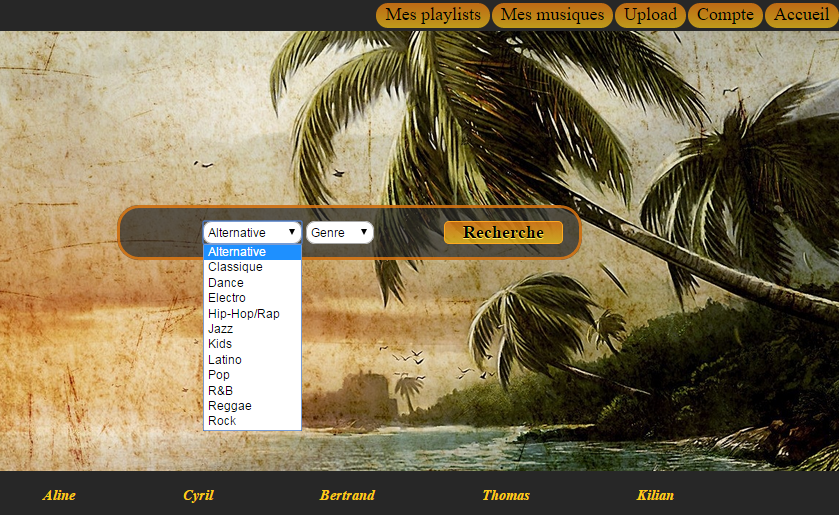 Mes playlists Mes musiques Upload Compte Accueil
Alternative Genre Recherche
Alternative
Classique
Dance
Electro
Hip-Hop/Rap
Jazz
Kids
Latino
Pop
R&B
Reggae
Rock
Aline Cyril Bertrand Thomas Kilian